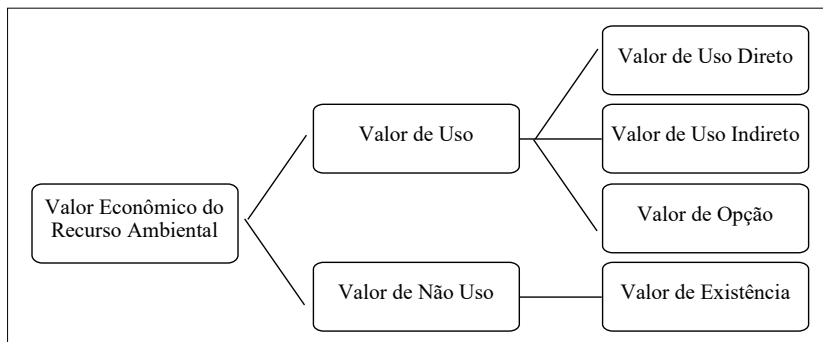 Valor Econômico do
Recurso Ambiental
Valor de Uso
Valor de Não Uso
Valor de Uso Direto
Valor de Uso Indireto
Valor de Opção
Valor de Existência